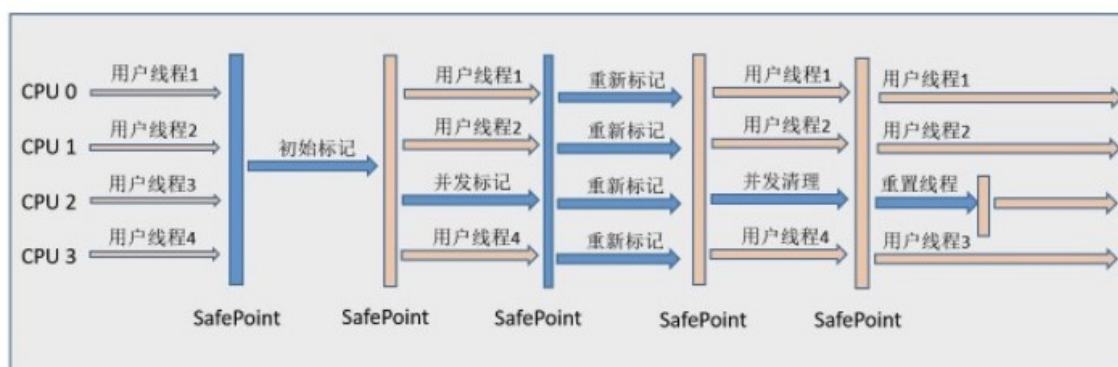 用户线程1 用户线程1 重新标记 用户线程1 用户线程1
CPU 0
用户线程2 用户线程2 重新标记 用户线程2 用户线程2
CPU 1
初始标记
用户线程3 并发标记 重新标记 并发清理 重置线程
CPU 2
用户线程4 用户线程4 重新标记 用户线程4 用户线程3
CPU 3
SafePoint SafePoint SafePoint SafePoint SafePoint